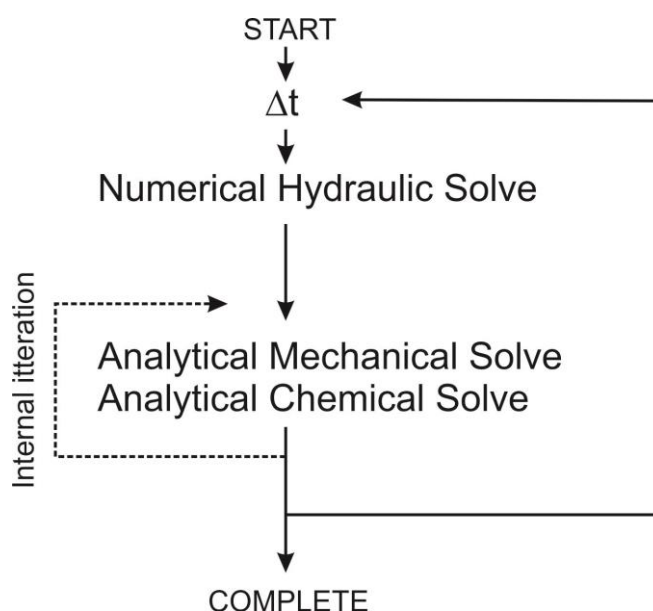 START
Δt
Numerical Hydraulic Solve
Internal itteration
Analytical Mechanical Solve
Analytical Chemical Solve
COMPLETE